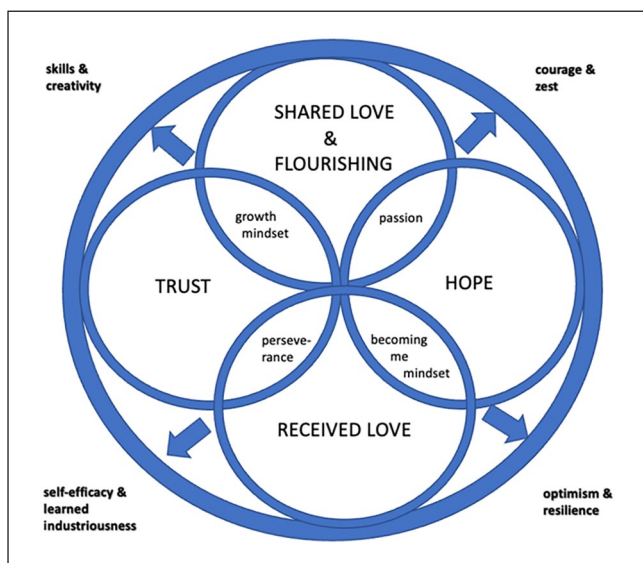 skills &
creativity
courage &
zest
SHARED LOVE
&
FLOURISHING
growth
mindset
passion
TRUST
HOPE
perseve-
rance
becoming
me
mindset
RECEIVED LOVE
self-efficacy &
learned
industriousness
optimism &
resilience